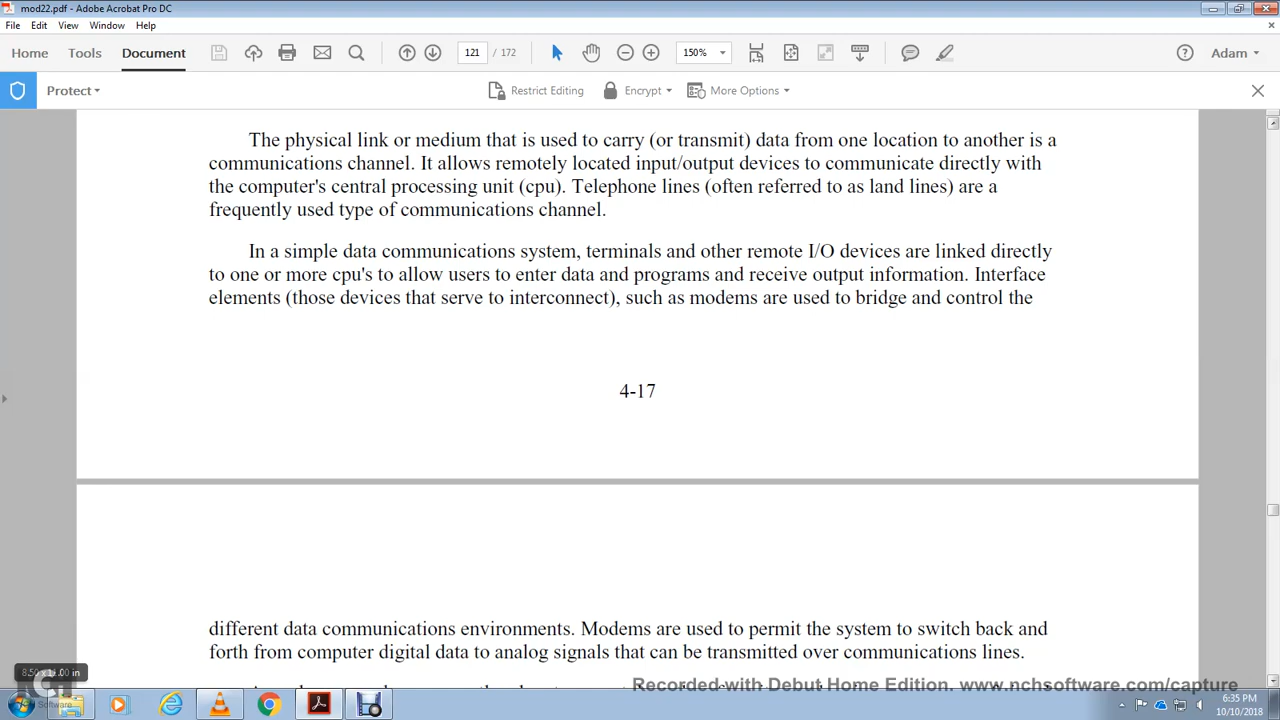 mod22.pdf - Adobe Acrobat Pro DC
File Edit View Window Help
Home Tools Document 121 / 172 150% Adam
Protect Restrict Editing Encrypt More Options
The physical link or medium that is used to carry (or transmit) data from one location to another is a
communications channel. It allows remotely located input/output devices to communicate directly with
the computer's central processing unit (cpu). Telephone lines (often referred to as land lines) are a
frequently used type of communications channel.
In a simple data communications system, terminals and other remote I/O devices are linked directly
to one or more cpu's to allow users to enter data and programs and receive output information. Interface
elements (those devices that serve to interconnect), such as modems are used to bridge and control the
4-17
different data communications environments. Modems are used to permit the system to switch back and
forth from computer digital data to analog signals that can be transmitted over communications lines.
8.50 x 11.00 in
Recorded with Debut Home Edition. www.nchsoftware.com/capture
NCH Software
6:35 PM
10/10/2018